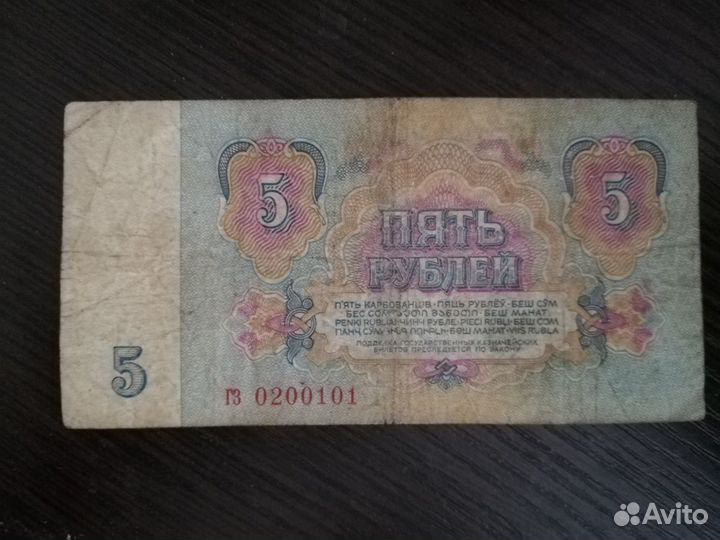 5
5
ПЯТЬ
РУБЛЕЙ
П'ЯТЬ КАРБОВАНЦІВ · ПЯЦЬ РУБЛЁЎ · БЕШ СЎМ
БЕС СОМ · ხუთი მანეთი · БЕШ МАНАТ
PENKI RUBLIAI · ЧИНЧ РУБЛЕ · PIECI RUBĻI · БЕШ СОМ
ПАНҶ СЎМ · ՀԻՆԳ ՌՈՒԲԼԻ · БӘШ МАНАТ · VIIS RUBLA
ПОДДЕЛКА ГОСУДАРСТВЕННЫХ КАЗНАЧЕЙСКИХ
БИЛЕТОВ ПРЕСЛЕДУЕТСЯ ПО ЗАКОНУ
5
гз 0200101
Avito